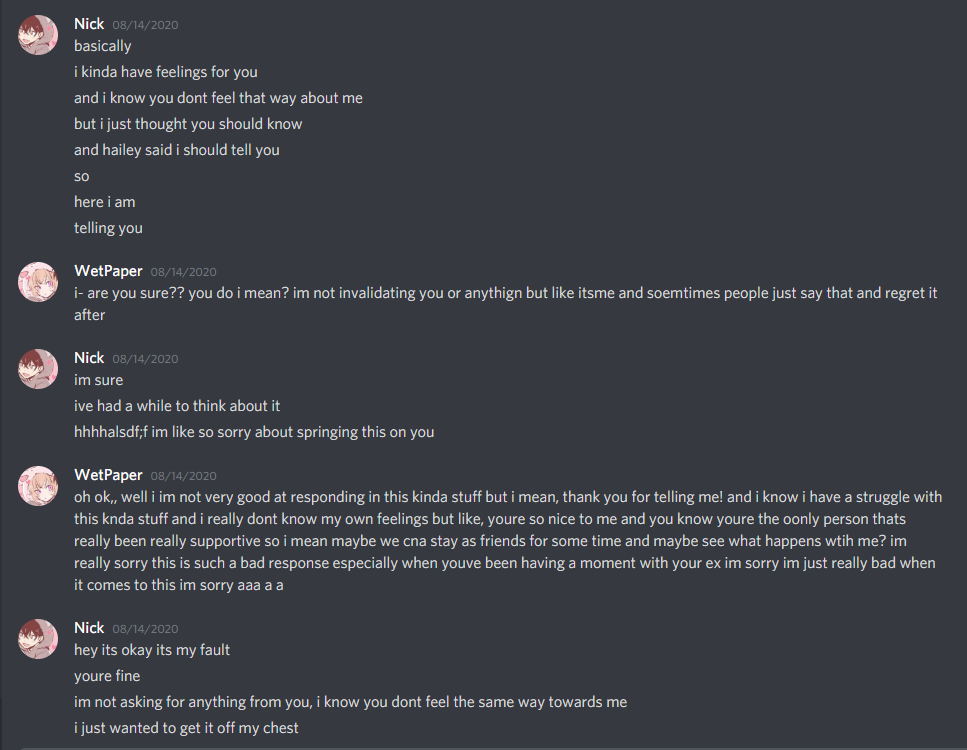 Nick 08/14/2020
basically
i kinda have feelings for you
and i know you dont feel that way about me
but i just thought you should know
and hailey said i should tell you
so
here i am
telling you
WetPaper 08/14/2020
i- are you sure?? you do i mean? im not invalidating you or anythign but like itsme and soemtimes people just say that and regret it
after
Nick 08/14/2020
im sure
ive had a while to think about it
hhhhalsdf;f im like so sorry about springing this on you
WetPaper 08/14/2020
oh ok,, well i im not very good at responding in this kinda stuff but i mean, thank you for telling me! and i know i have a struggle with
this knda stuff and i really dont know my own feelings but like, youre so nice to me and you know youre the oonly person thats
really been really supportive so i mean maybe we cna stay as friends for some time and maybe see what happens wtih me? im
really sorry this is such a bad response especially when youve been having a moment with your ex im sorry im just really bad when
it comes to this im sorry aaa a a
Nick 08/14/2020
hey its okay its my fault
youre fine
im not asking for anything from you, i know you dont feel the same way towards me
i just wanted to get it off my chest